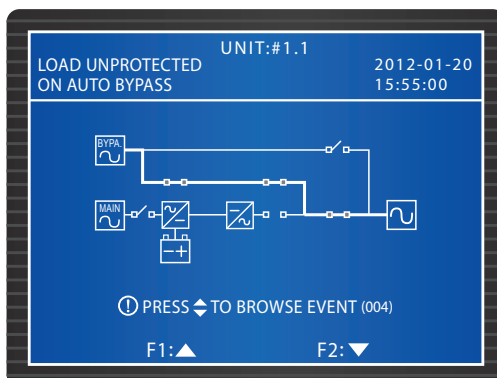 UNIT:#1.1
LOAD UNPROTECTED
ON AUTO BYPASS
2012-01-20
15:55:00
BYPA.
MAIN
PRESS TO BROWSE EVENT (004)
F1:
F2: